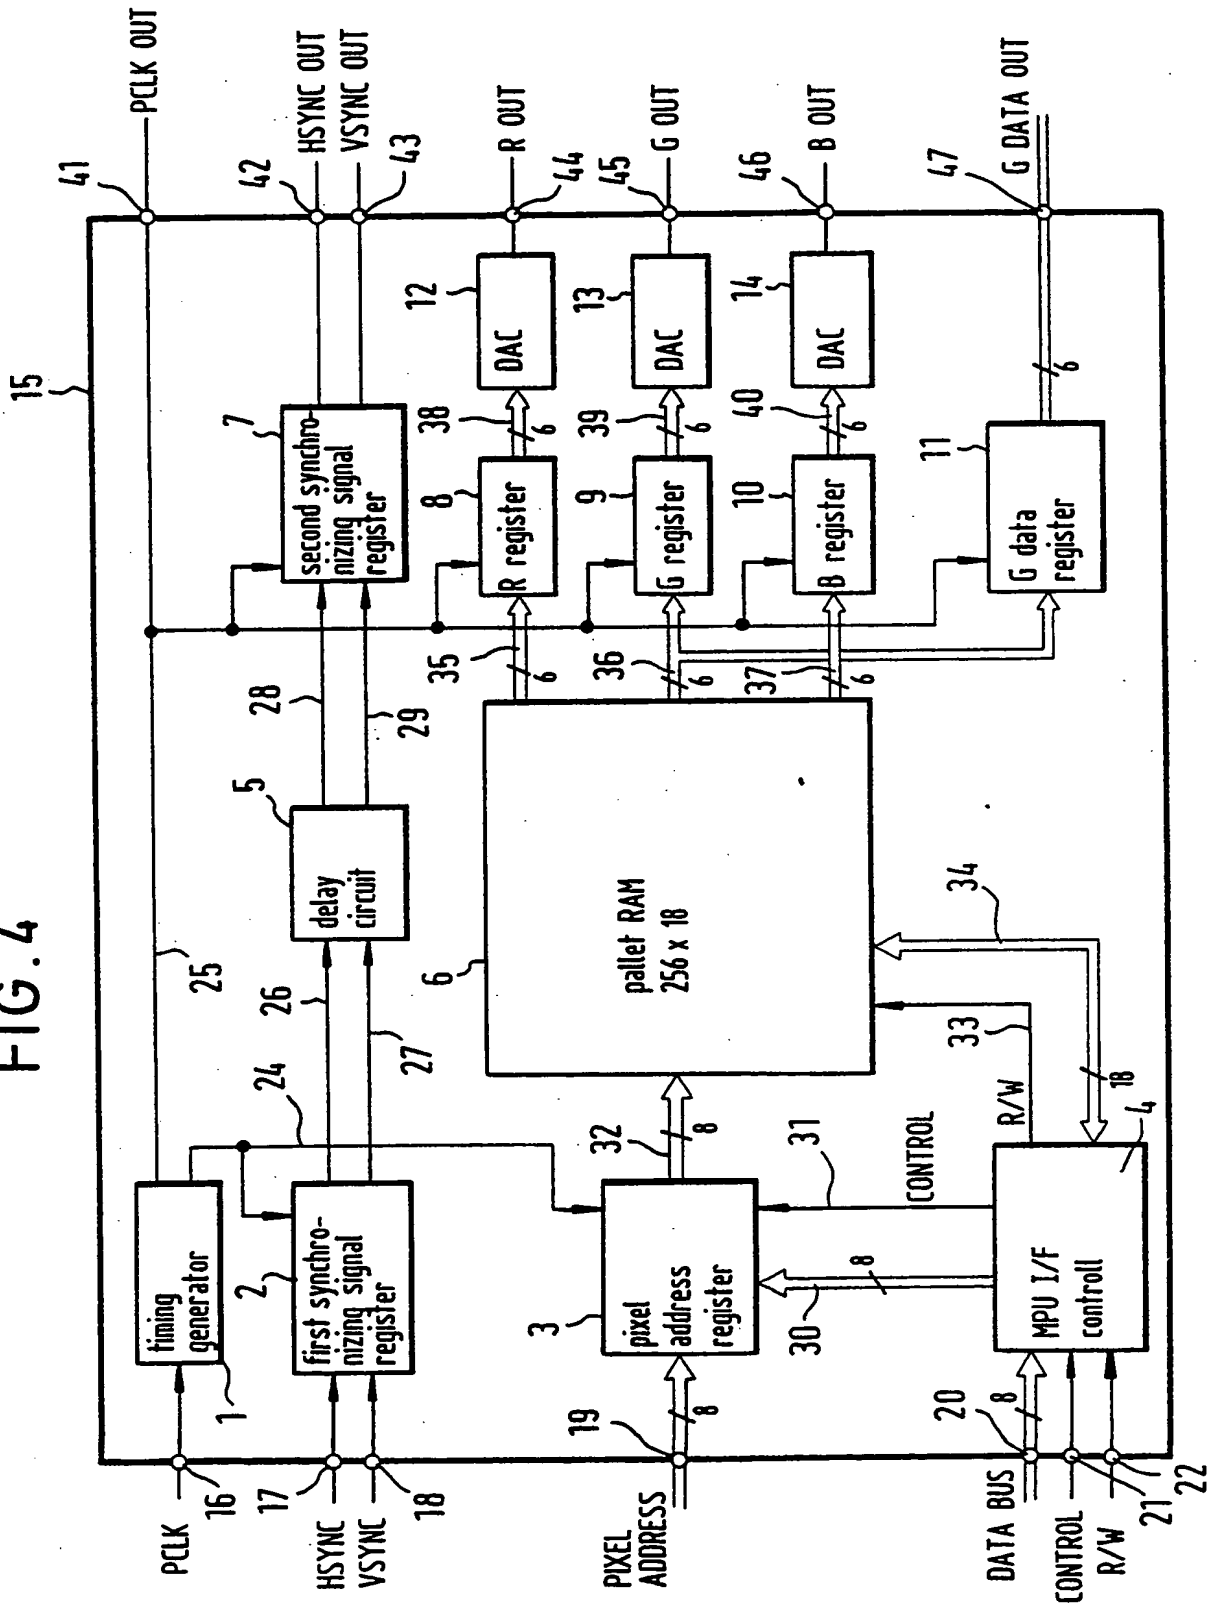 FIG. 4
15
PCLK
16
timing
generator
1
25
41
PCLK OUT
HSYNC
17
VSYNC
18
first synchro-
nizing signal
register
2
24
26
27
delay
circuit
5
28
29
second synchro-
nizing signal
register
7
42
HSYNC OUT
VSYNC OUT
43
PIXEL
ADDRESS
19
8
pixel
address
register
3
32
8
pallet RAM
256 x 18
6
35
6
R register
8
38
6
DAC
12
44
R OUT
36
6
G register
9
39
6
DAC
13
45
G OUT
37
6
B register
10
40
6
DAC
14
46
B OUT
G data
register
11
6
47
G DATA OUT
30
8
31
CONTROL
DATA BUS
20
8
CONTROL
21
R/W
22
MPU I/F
controll
4
R/W
33
18
34